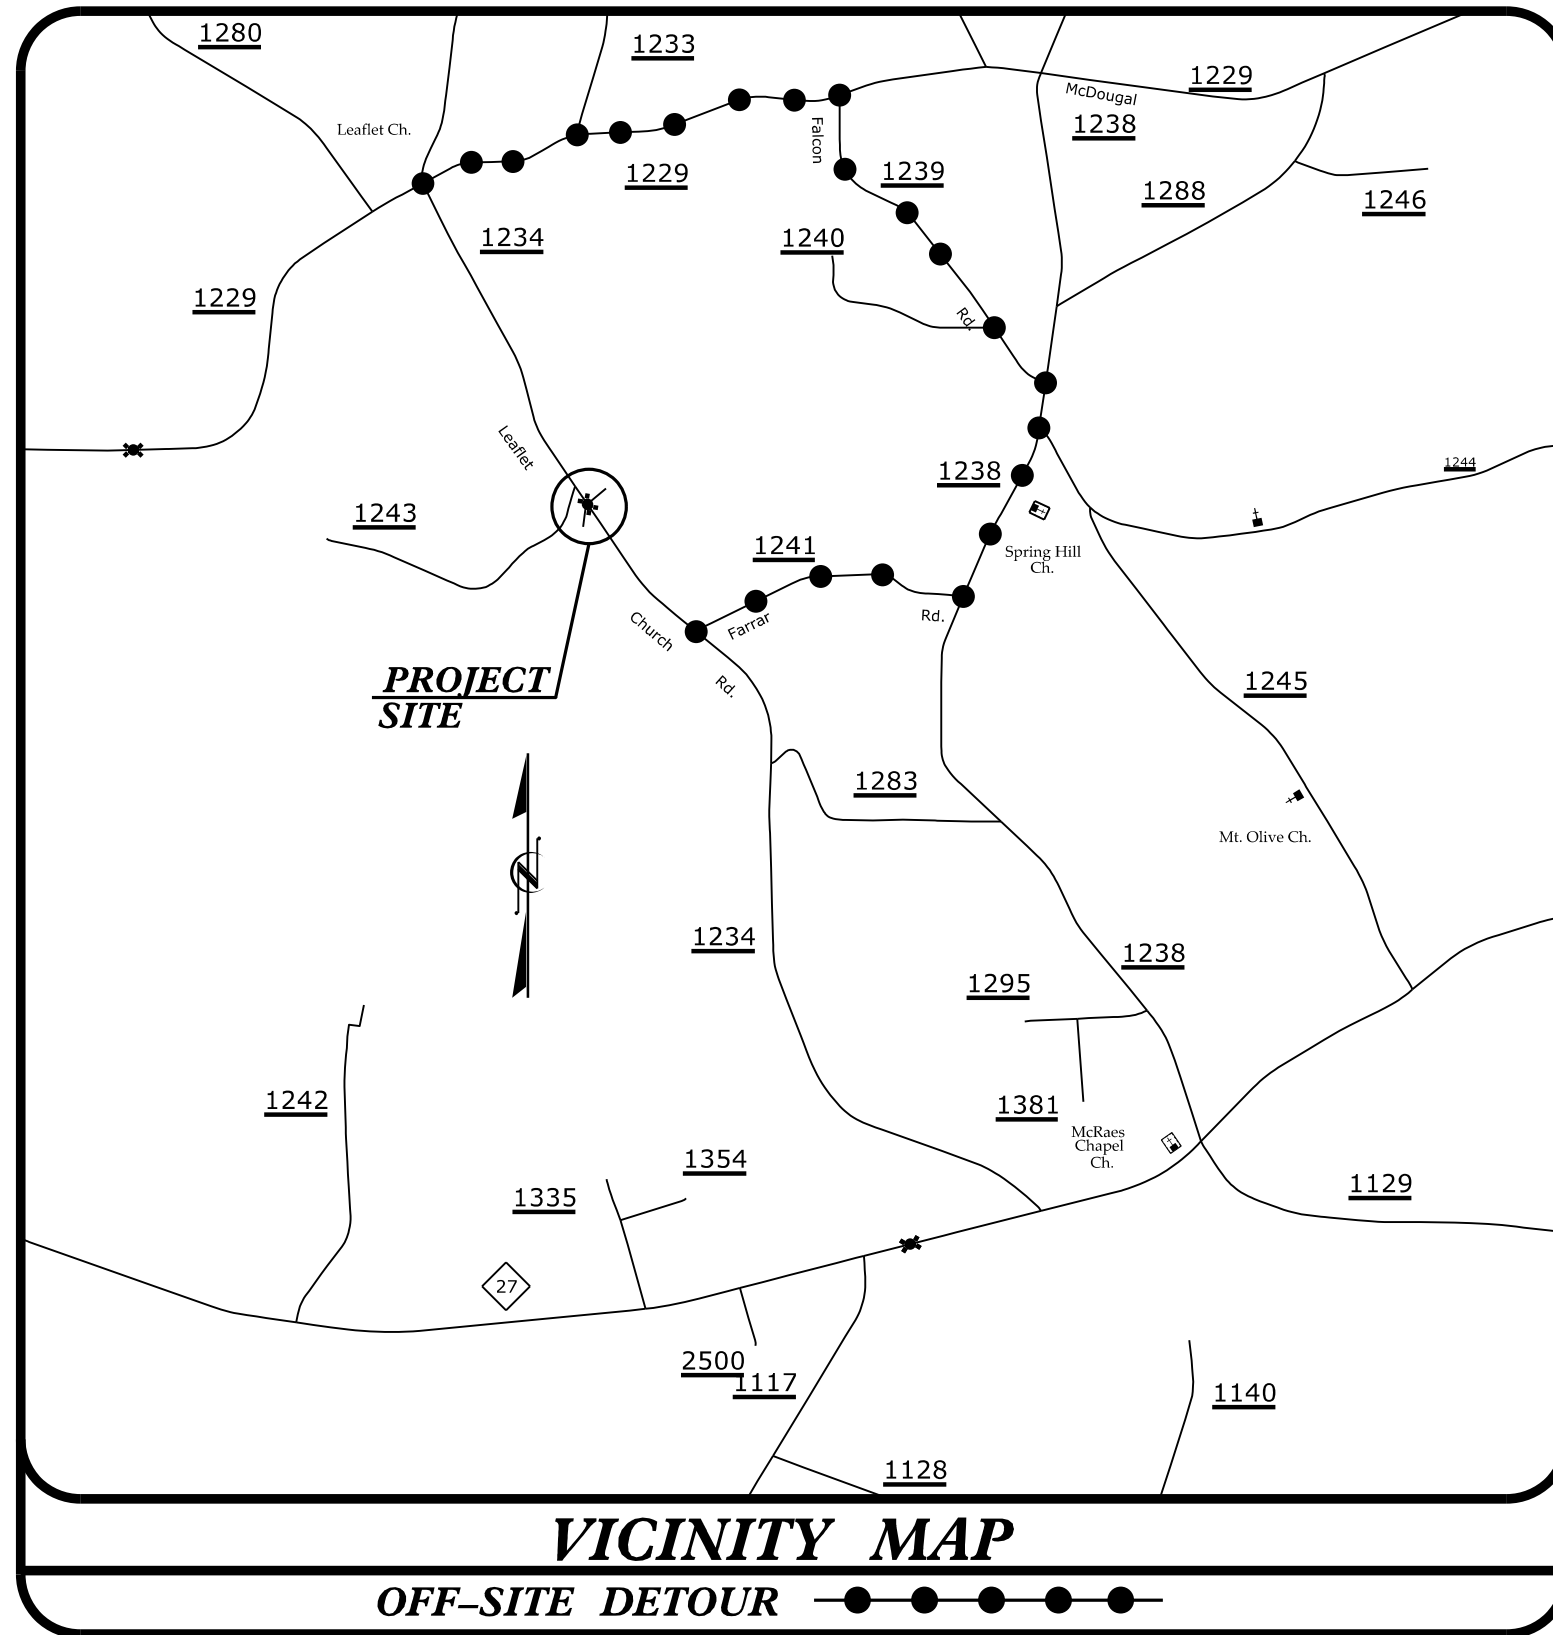 1280
1233
1229
McDougal
1238
Leaflet Ch.
Falcon
1229
1239
1288
1246
1234
1240
1229
Rd.
Leaflet
1238
1244
1243
1241
Spring Hill
Ch.
Church
Farrar
Rd.
Rd.
PROJECT
SITE
1245
1283
Mt. Olive Ch.
N
1234
1238
1295
1242
1381
McRaes
Chapel
Ch.
1354
1335
1129
27
2500
1117
1140
1128
VICINITY MAP
OFF–SITE DETOUR